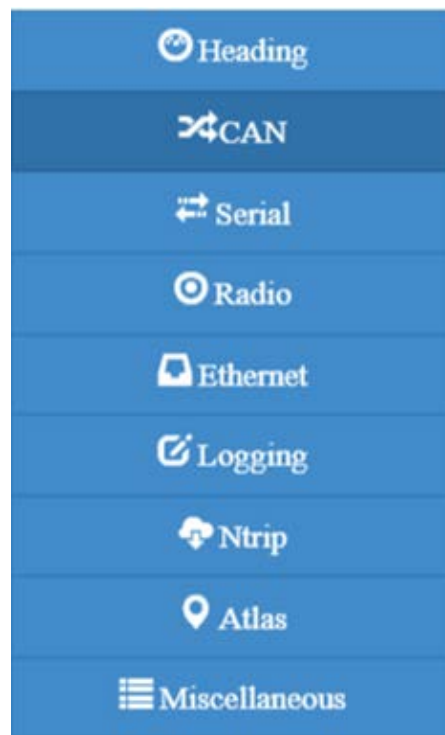 Heading
CAN
Serial
Radio
Ethernet
Logging
Ntrip
Atlas
Miscellaneous